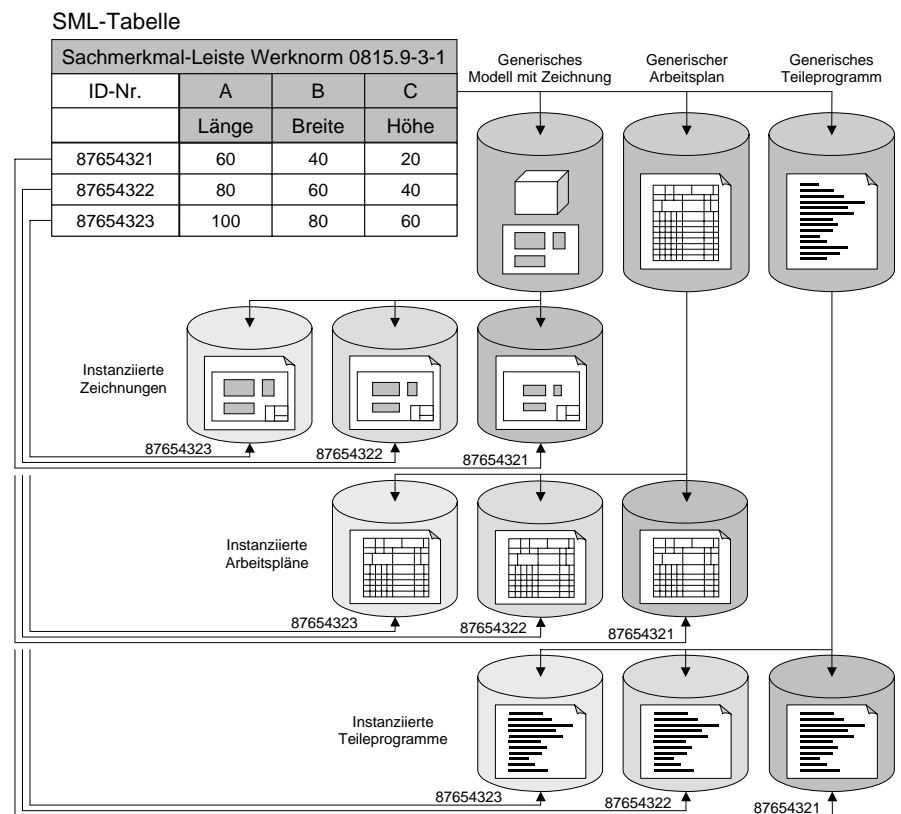 SML-Tabelle
Sachmerkmal-Leiste Werknorm 0815.9-3-1
ID-Nr. A B C
Länge Breite Höhe
87654321 60 40 20
87654322 80 60 40
87654323 100 80 60
Generisches
Modell mit Zeichnung
Generischer
Arbeitsplan
Generisches
Teileprogramm
Instanziierte
Zeichnungen
87654323 87654322 87654321
Instanziierte
Arbeitspläne
87654323 87654322 87654321
Instanziierte
Teileprogramme
87654323 87654322 87654321